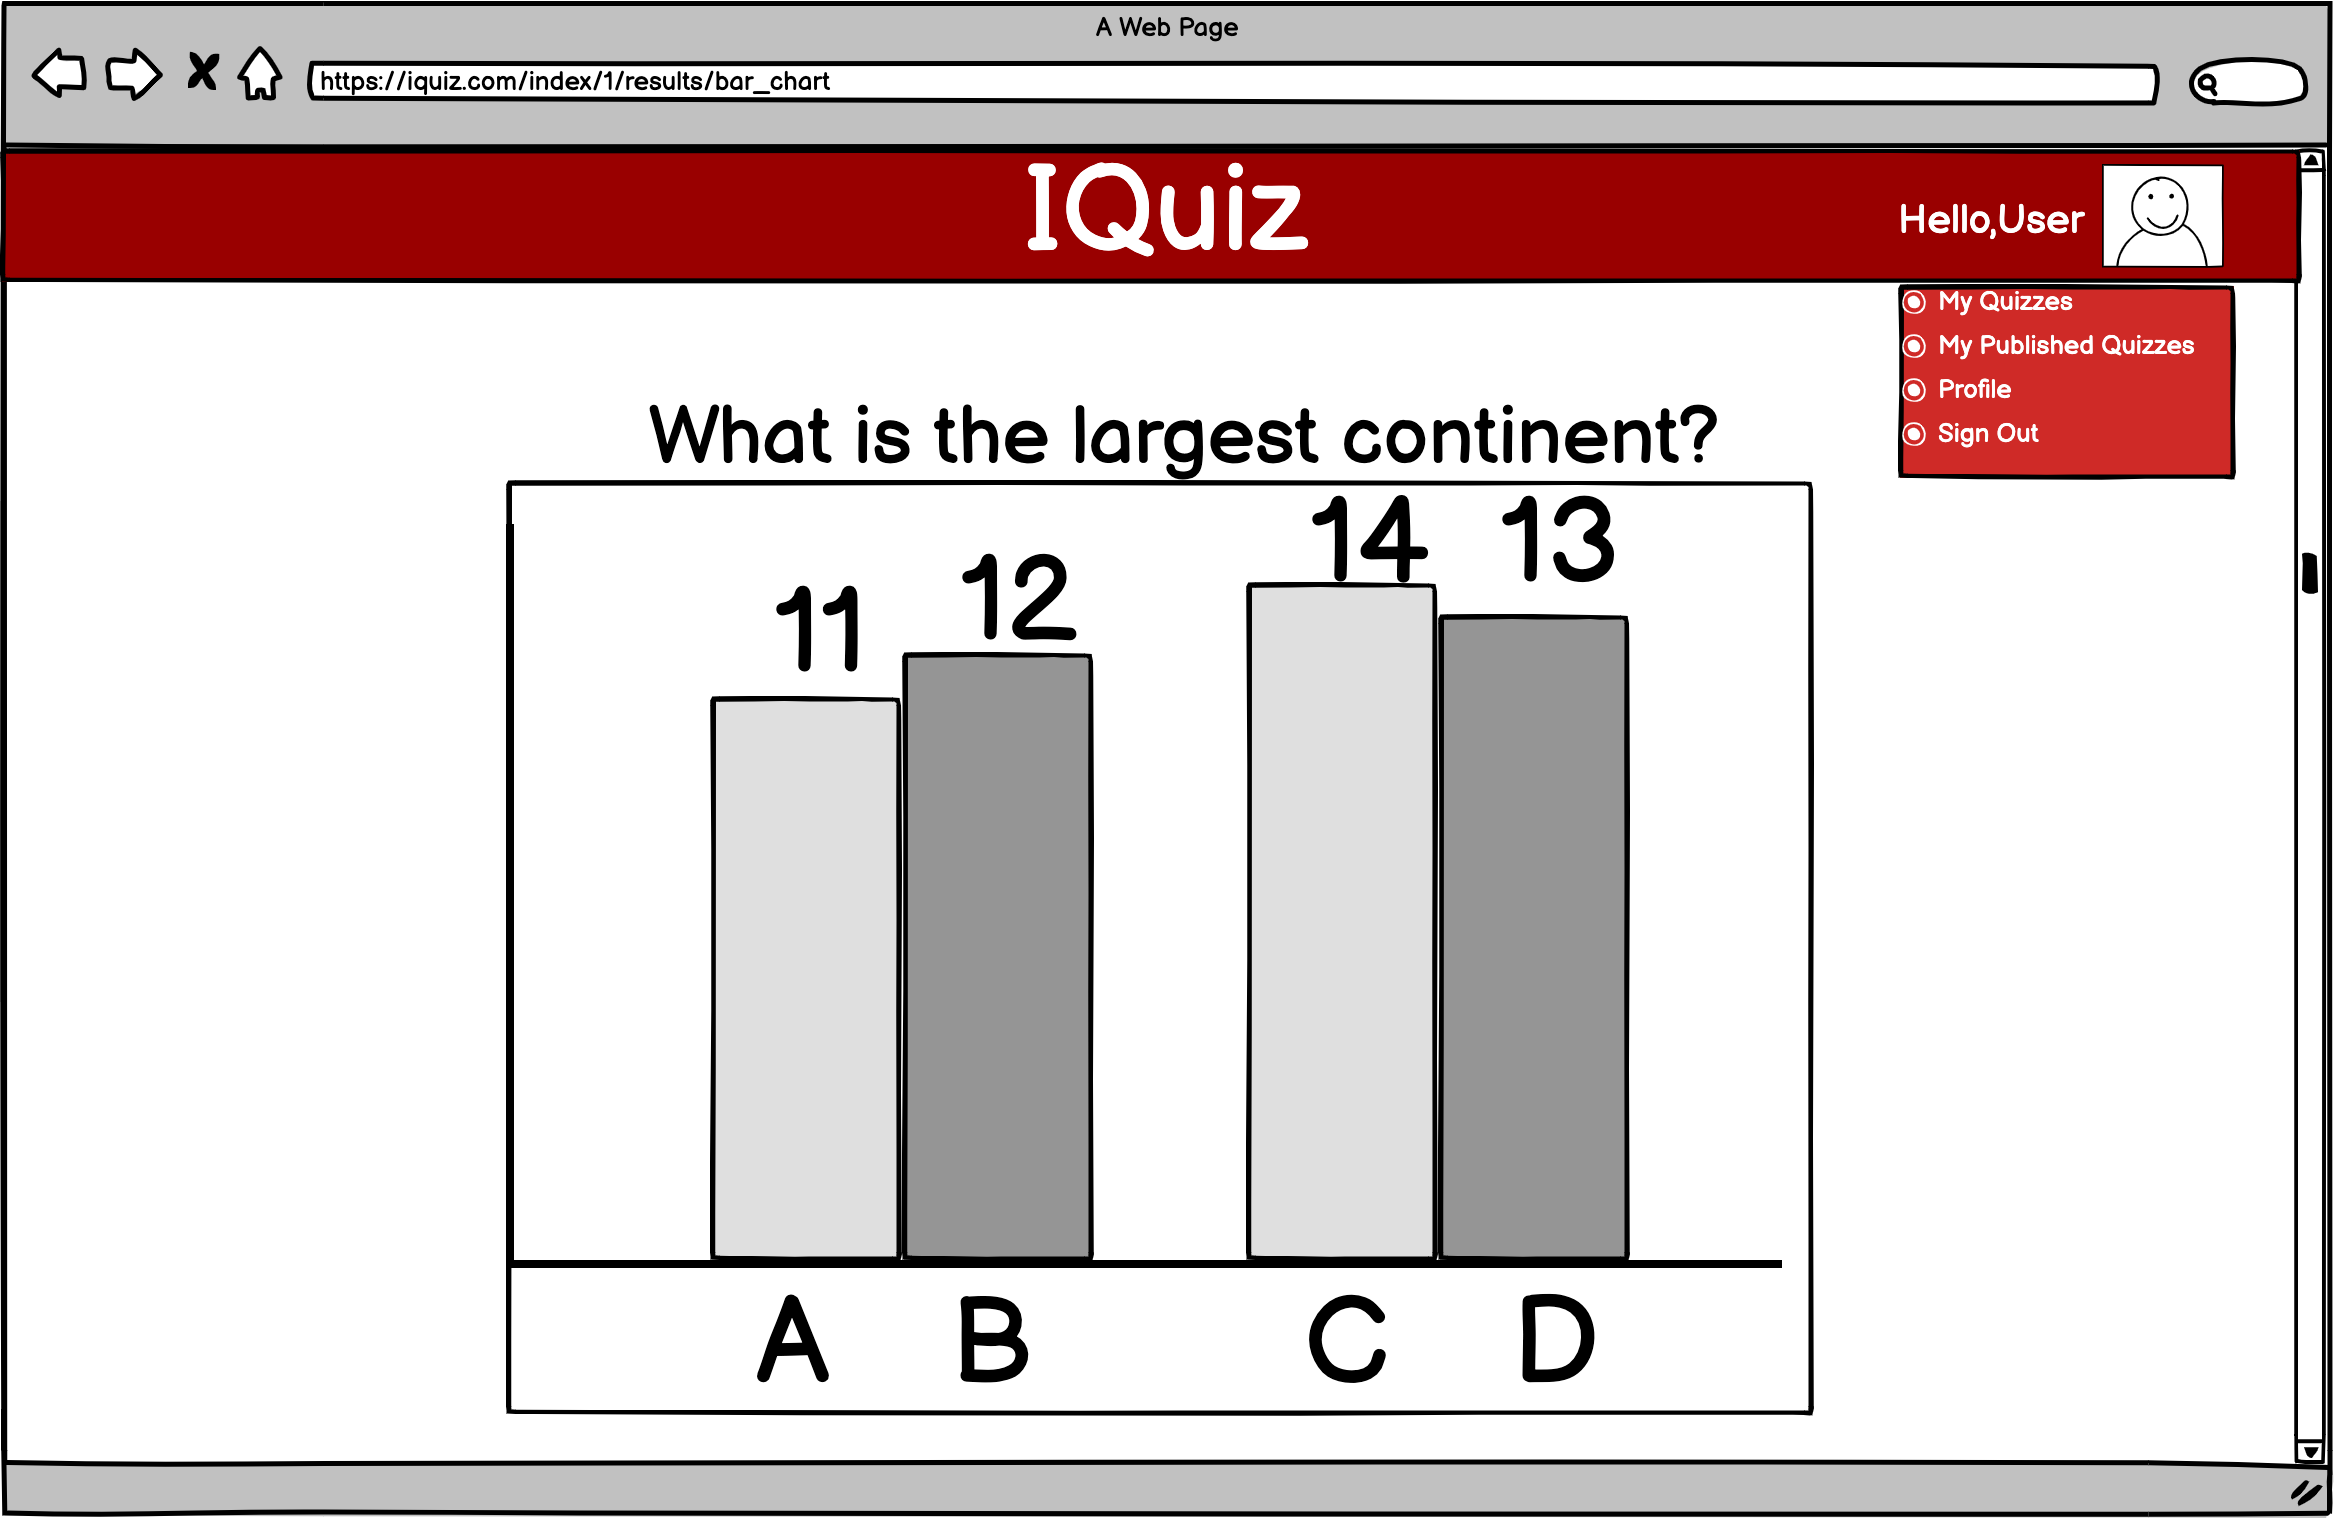 A Web Page
https://iquiz.com/index/1/results/bar_chart
IQuiz
Hello,User
My Quizzes
My Published Quizzes
Profile
Sign Out
What is the largest continent?
11 12 14 13
A B C D